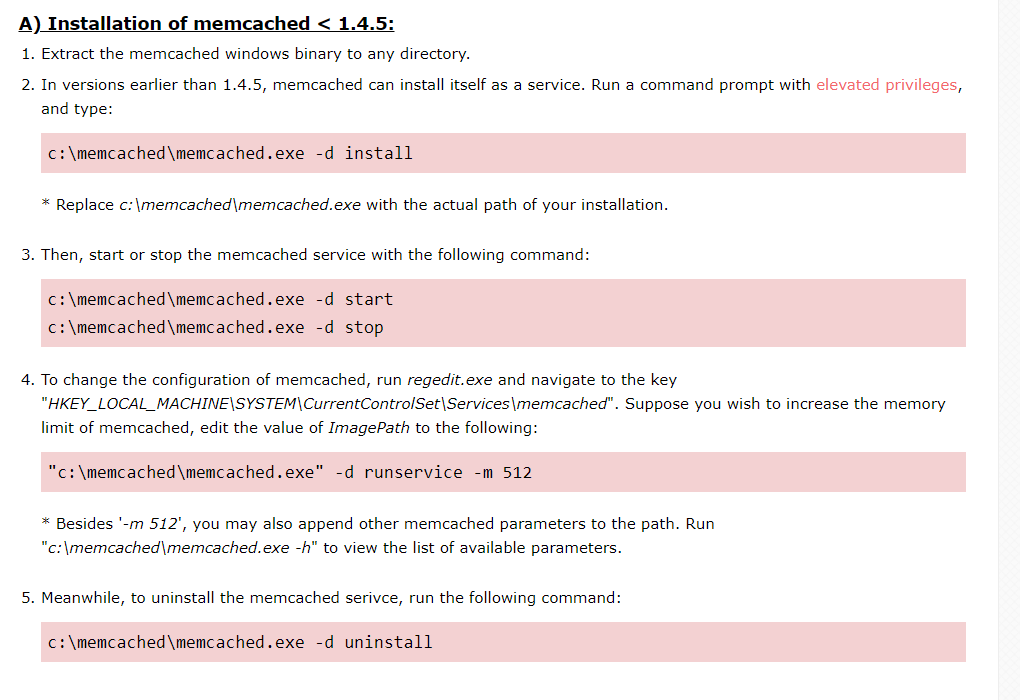 A) Installation of memcached < 1.4.5:
1. Extract the memcached windows binary to any directory.
2. In versions earlier than 1.4.5, memcached can install itself as a service. Run a command prompt with elevated privileges,
and type:
c:\memcached\memcached.exe -d install
* Replace c:\memcached\memcached.exe with the actual path of your installation.
3. Then, start or stop the memcached service with the following command:
c:\memcached\memcached.exe -d start
c:\memcached\memcached.exe -d stop
4. To change the configuration of memcached, run regedit.exe and navigate to the key
"HKEY_LOCAL_MACHINE\SYSTEM\CurrentControlSet\Services\memcached". Suppose you wish to increase the memory
limit of memcached, edit the value of ImagePath to the following:
"c:\memcached\memcached.exe" -d runservice -m 512
* Besides '-m 512', you may also append other memcached parameters to the path. Run
"c:\memcached\memcached.exe -h" to view the list of available parameters.
5. Meanwhile, to uninstall the memcached serivce, run the following command:
c:\memcached\memcached.exe -d uninstall